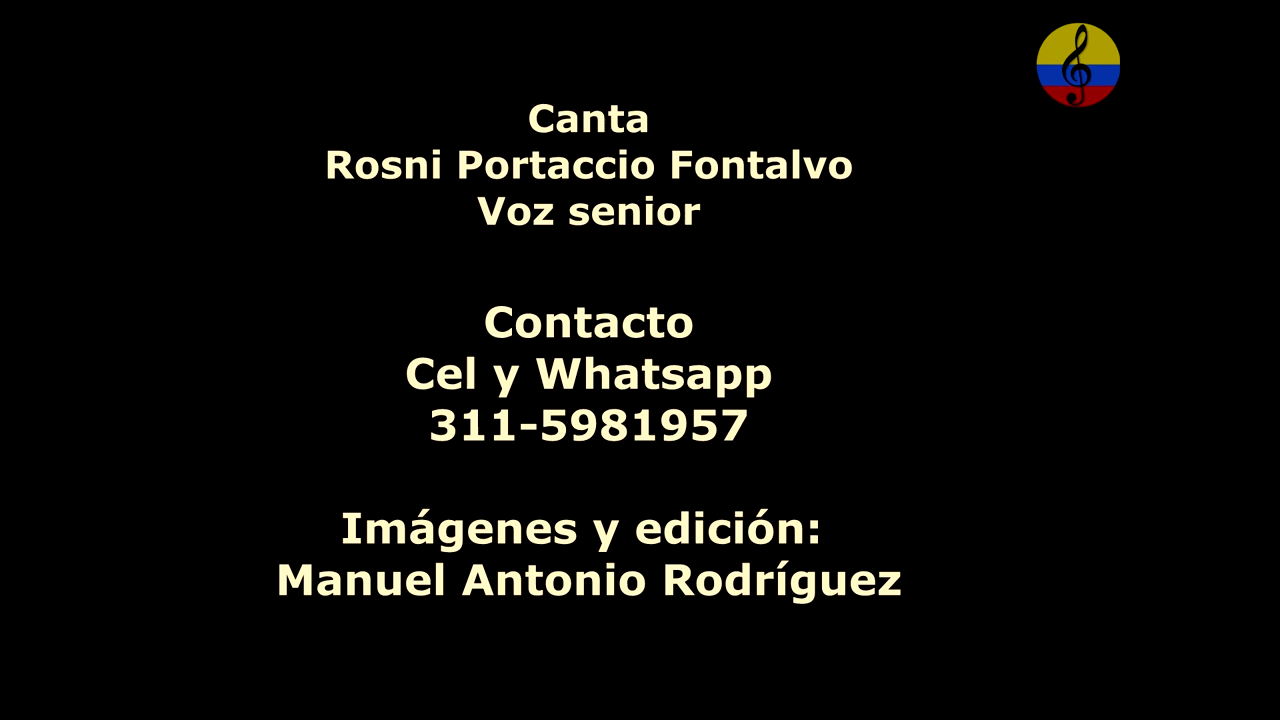 Canta
Rosni Portaccio Fontalvo
Voz senior
Contacto
Cel y Whatsapp
311-5981957
Imágenes y edición:
Manuel Antonio Rodríguez